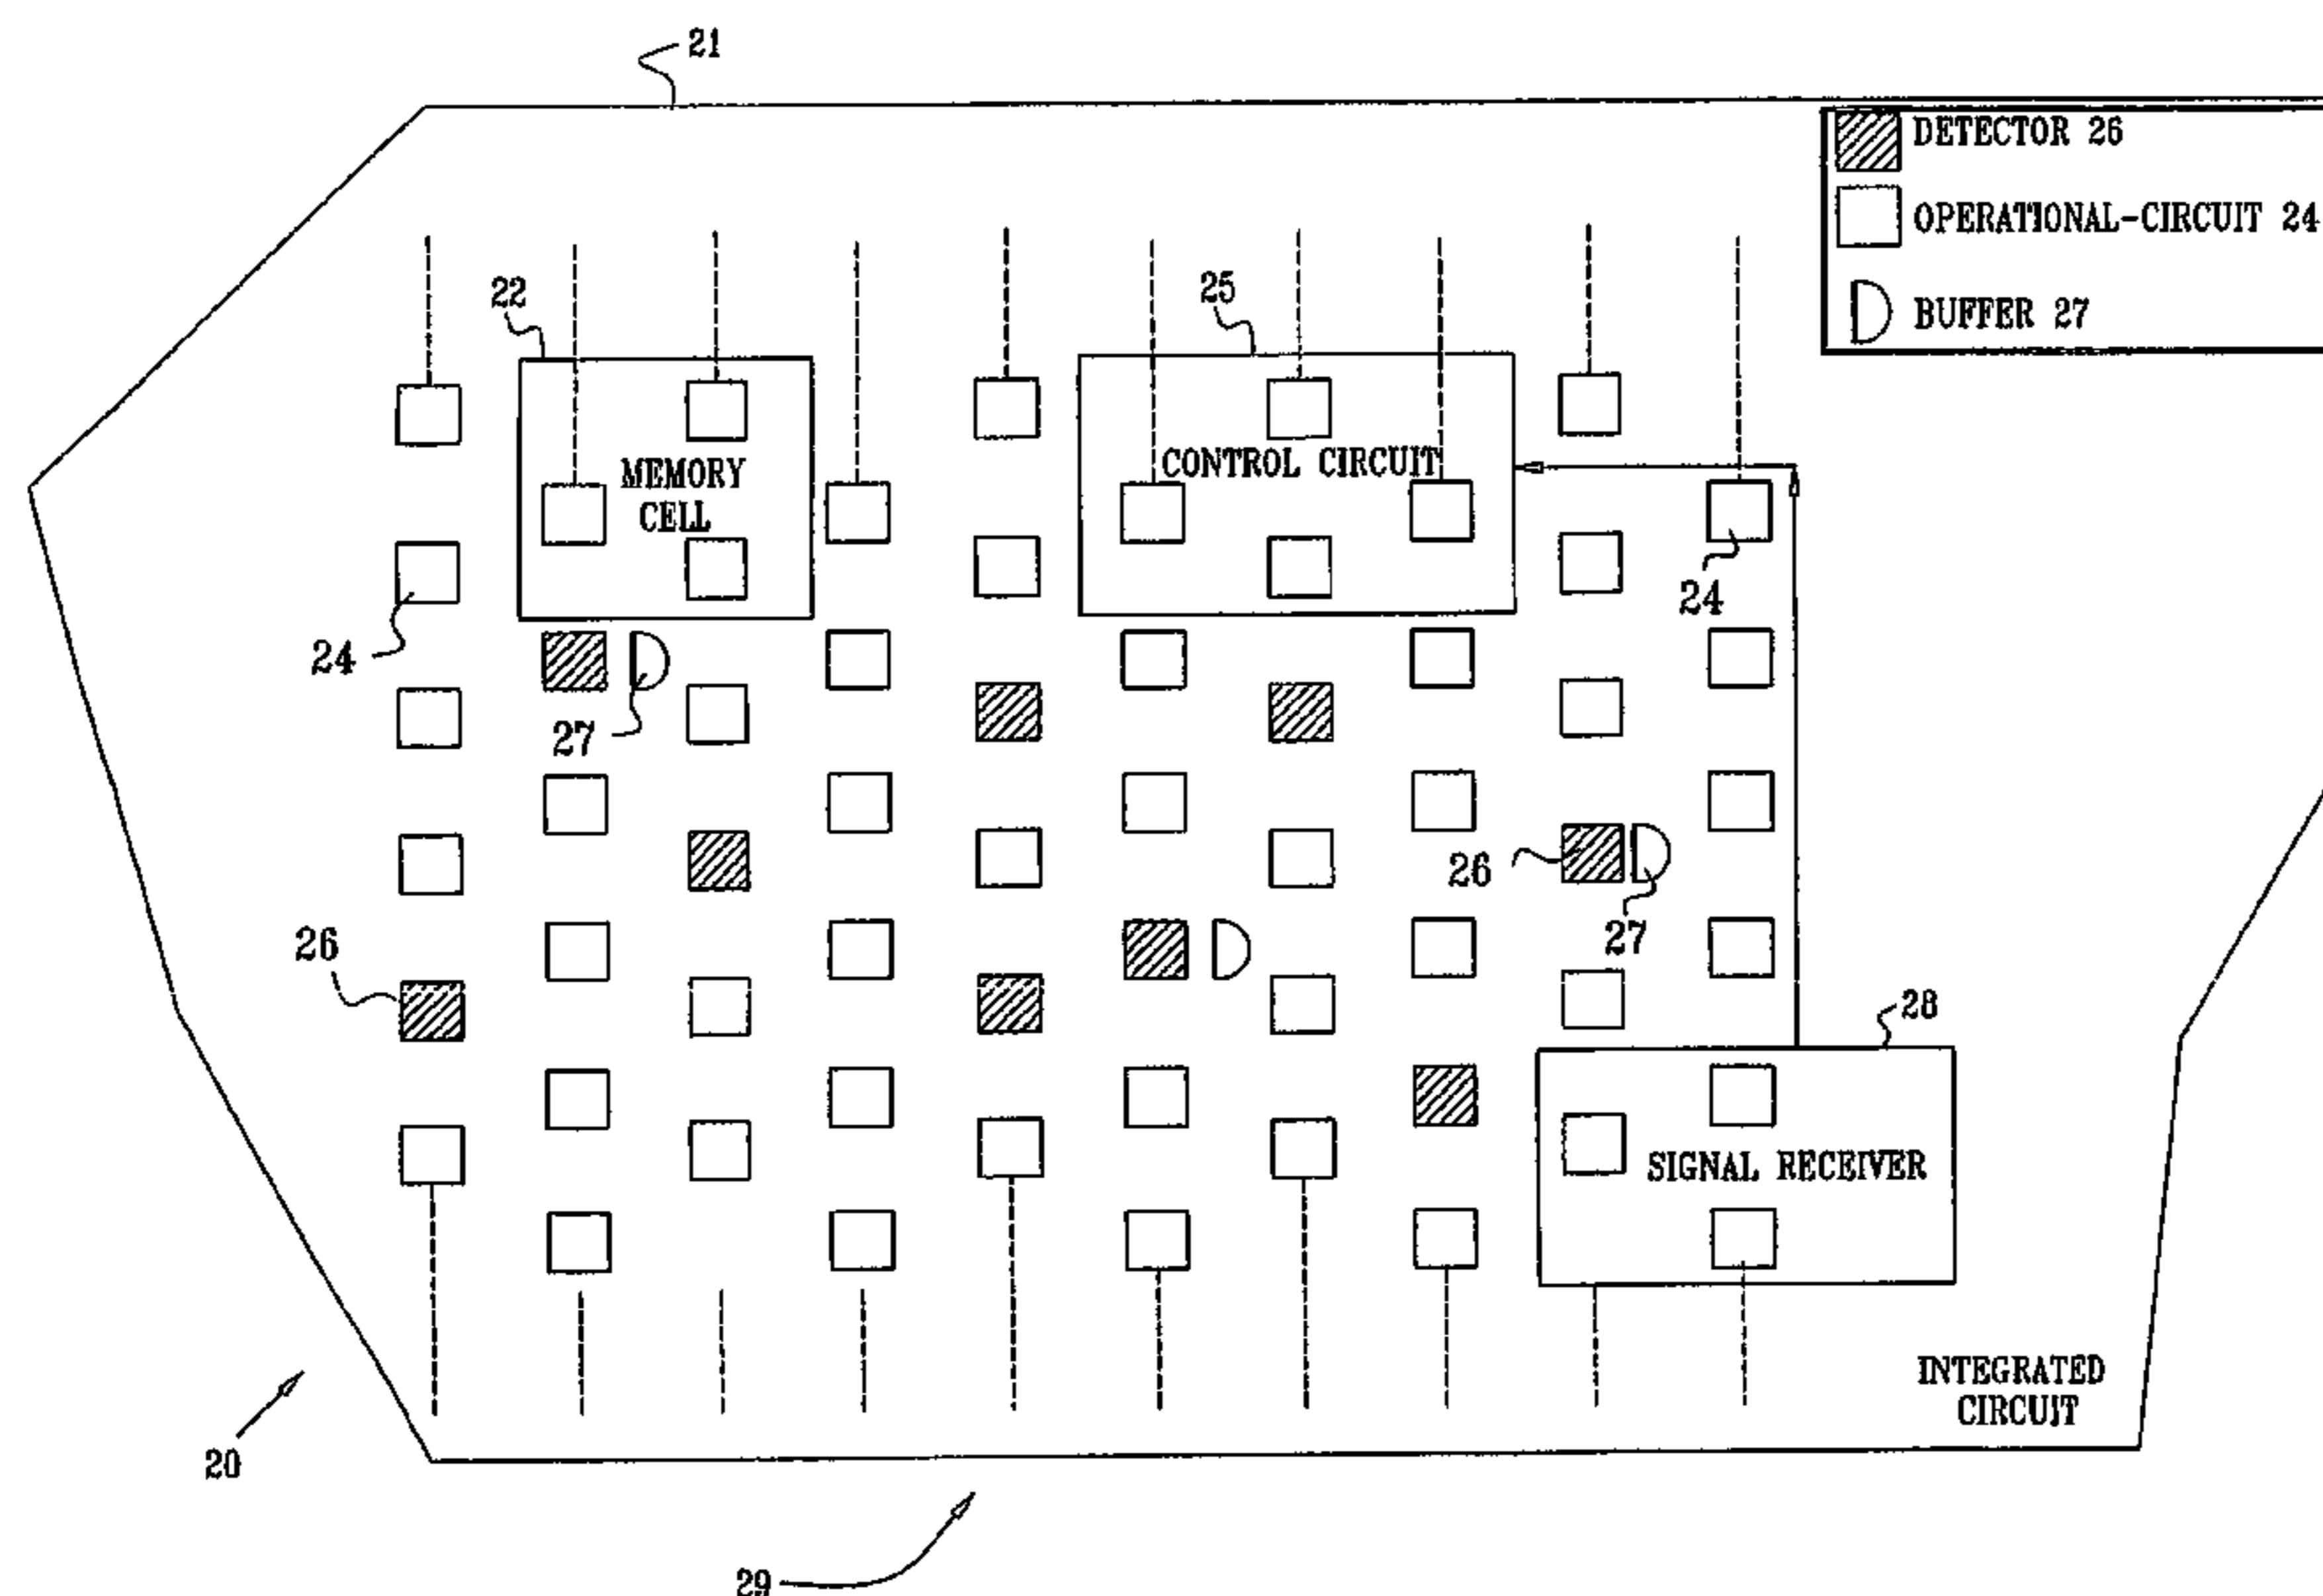 21
DETECTOR 26
OPERATIONAL-CIRCUIT 24
BUFFER 27
22
25
MEMORY
CELL
CONTROL CIRCUIT
24
24
27
26
27
26
28
SIGNAL RECEIVER
INTEGRATED
CIRCUIT
20
29